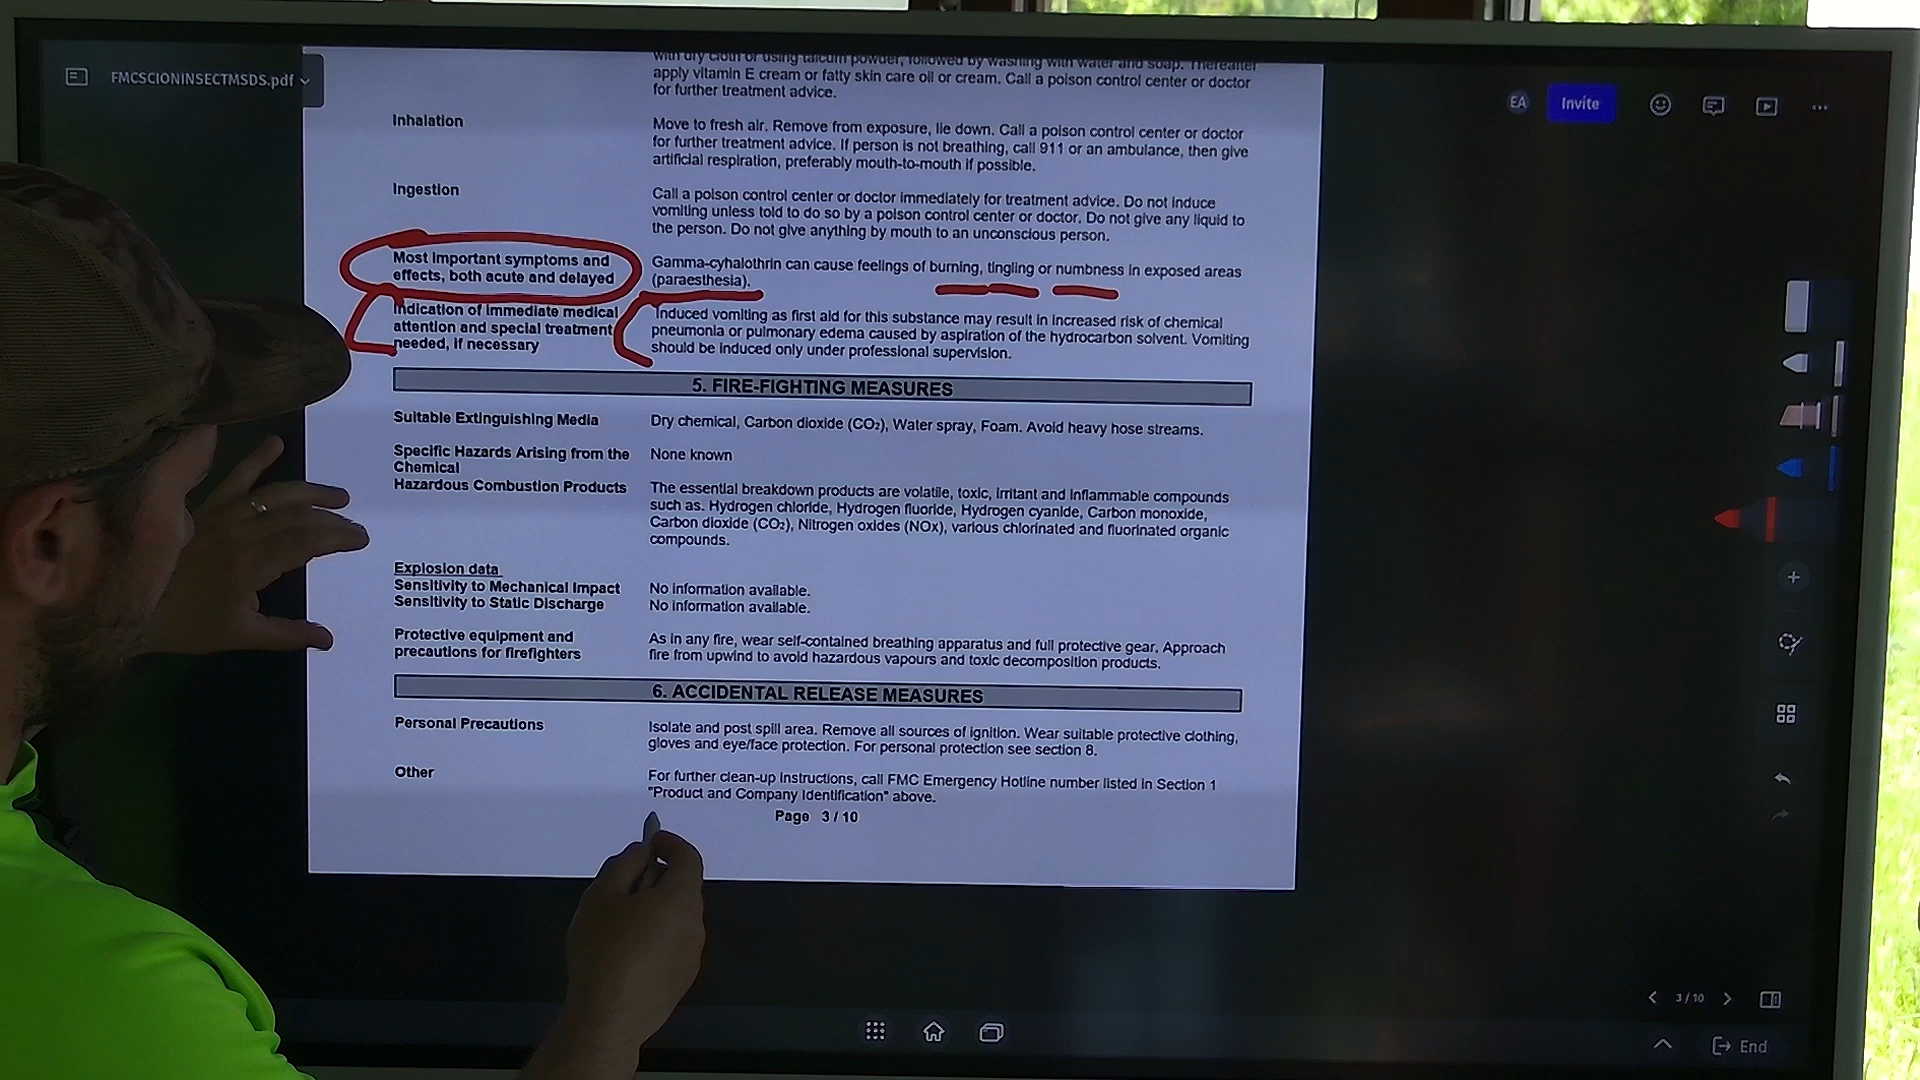 FMCSCIONINSECTMSDS.pdf
EA
Invite
with dry cloth or using talcum powder, followed by washing with water and soap. Thereafter
apply vitamin E cream or fatty skin care oil or cream. Call a poison control center or doctor
for further treatment advice.
Inhalation
Move to fresh air. Remove from exposure, lie down. Call a poison control center or doctor
for further treatment advice. If person is not breathing, call 911 or an ambulance, then give
artificial respiration, preferably mouth-to-mouth if possible.
Ingestion
Call a poison control center or doctor immediately for treatment advice. Do not induce
vomiting unless told to do so by a poison control center or doctor. Do not give any liquid to
the person. Do not give anything by mouth to an unconscious person.
Most important symptoms and
effects, both acute and delayed
Gamma-cyhalothrin can cause feelings of burning, tingling or numbness in exposed areas
(paraesthesia).
Indication of immediate medical
attention and special treatment
needed, if necessary
Induced vomiting as first aid for this substance may result in increased risk of chemical
pneumonia or pulmonary edema caused by aspiration of the hydrocarbon solvent. Vomiting
should be induced only under professional supervision.
5. FIRE-FIGHTING MEASURES
Suitable Extinguishing Media
Dry chemical, Carbon dioxide (CO₂), Water spray, Foam. Avoid heavy hose streams.
Specific Hazards Arising from the
Chemical
None known
Hazardous Combustion Products
The essential breakdown products are volatile, toxic, irritant and inflammable compounds
such as. Hydrogen chloride, Hydrogen fluoride, Hydrogen cyanide, Carbon monoxide,
Carbon dioxide (CO₂), Nitrogen oxides (NOx), various chlorinated and fluorinated organic
compounds.
Explosion data
Sensitivity to Mechanical Impact
No information available.
Sensitivity to Static Discharge
No information available.
Protective equipment and
precautions for firefighters
As in any fire, wear self-contained breathing apparatus and full protective gear. Approach
fire from upwind to avoid hazardous vapours and toxic decomposition products.
6. ACCIDENTAL RELEASE MEASURES
Personal Precautions
Isolate and post spill area. Remove all sources of ignition. Wear suitable protective clothing,
gloves and eye/face protection. For personal protection see section 8.
Other
For further clean-up instructions, call FMC Emergency Hotline number listed in Section 1
"Product and Company Identification" above.
Page 3 / 10
3 / 10
End